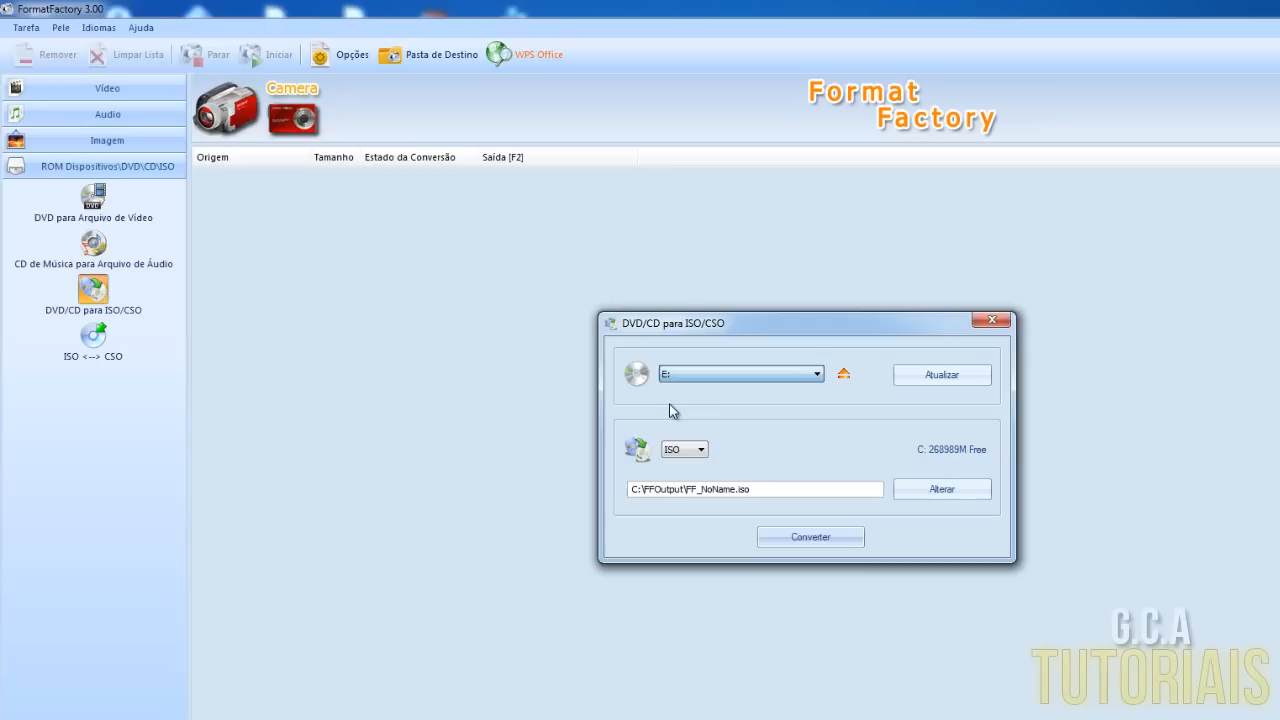 FormatFactory 3.00
Tarefa Pele Idiomas Ajuda
Remover Limpar Lista Parar Iniciar Opções Pasta de Destino WPS Office
Vídeo
Audio
Imagem
ROM Dispositivos\DVD\CD\ISO
DVD
DVD para Arquivo de Vídeo
CD de Música para Arquivo de Áudio
DVD/CD para ISO/CSO
ISO <--> CSO
Camera
Format
Factory
Origem Tamanho Estado da Conversão Saída [F2]
DVD/CD para ISO/CSO
E: Atualizar
ISO C: 268989M Free
C:\FFOutput\FF_NoName.iso Alterar
Converter
G.C.A
TUTORIAIS